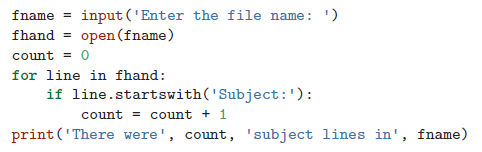 fname = input('Enter the file name: ')
fhand = open(fname)
count = 0
for line in fhand:
    if line.startswith('Subject:'):
        count = count + 1
print('There were', count, 'subject lines in', fname)